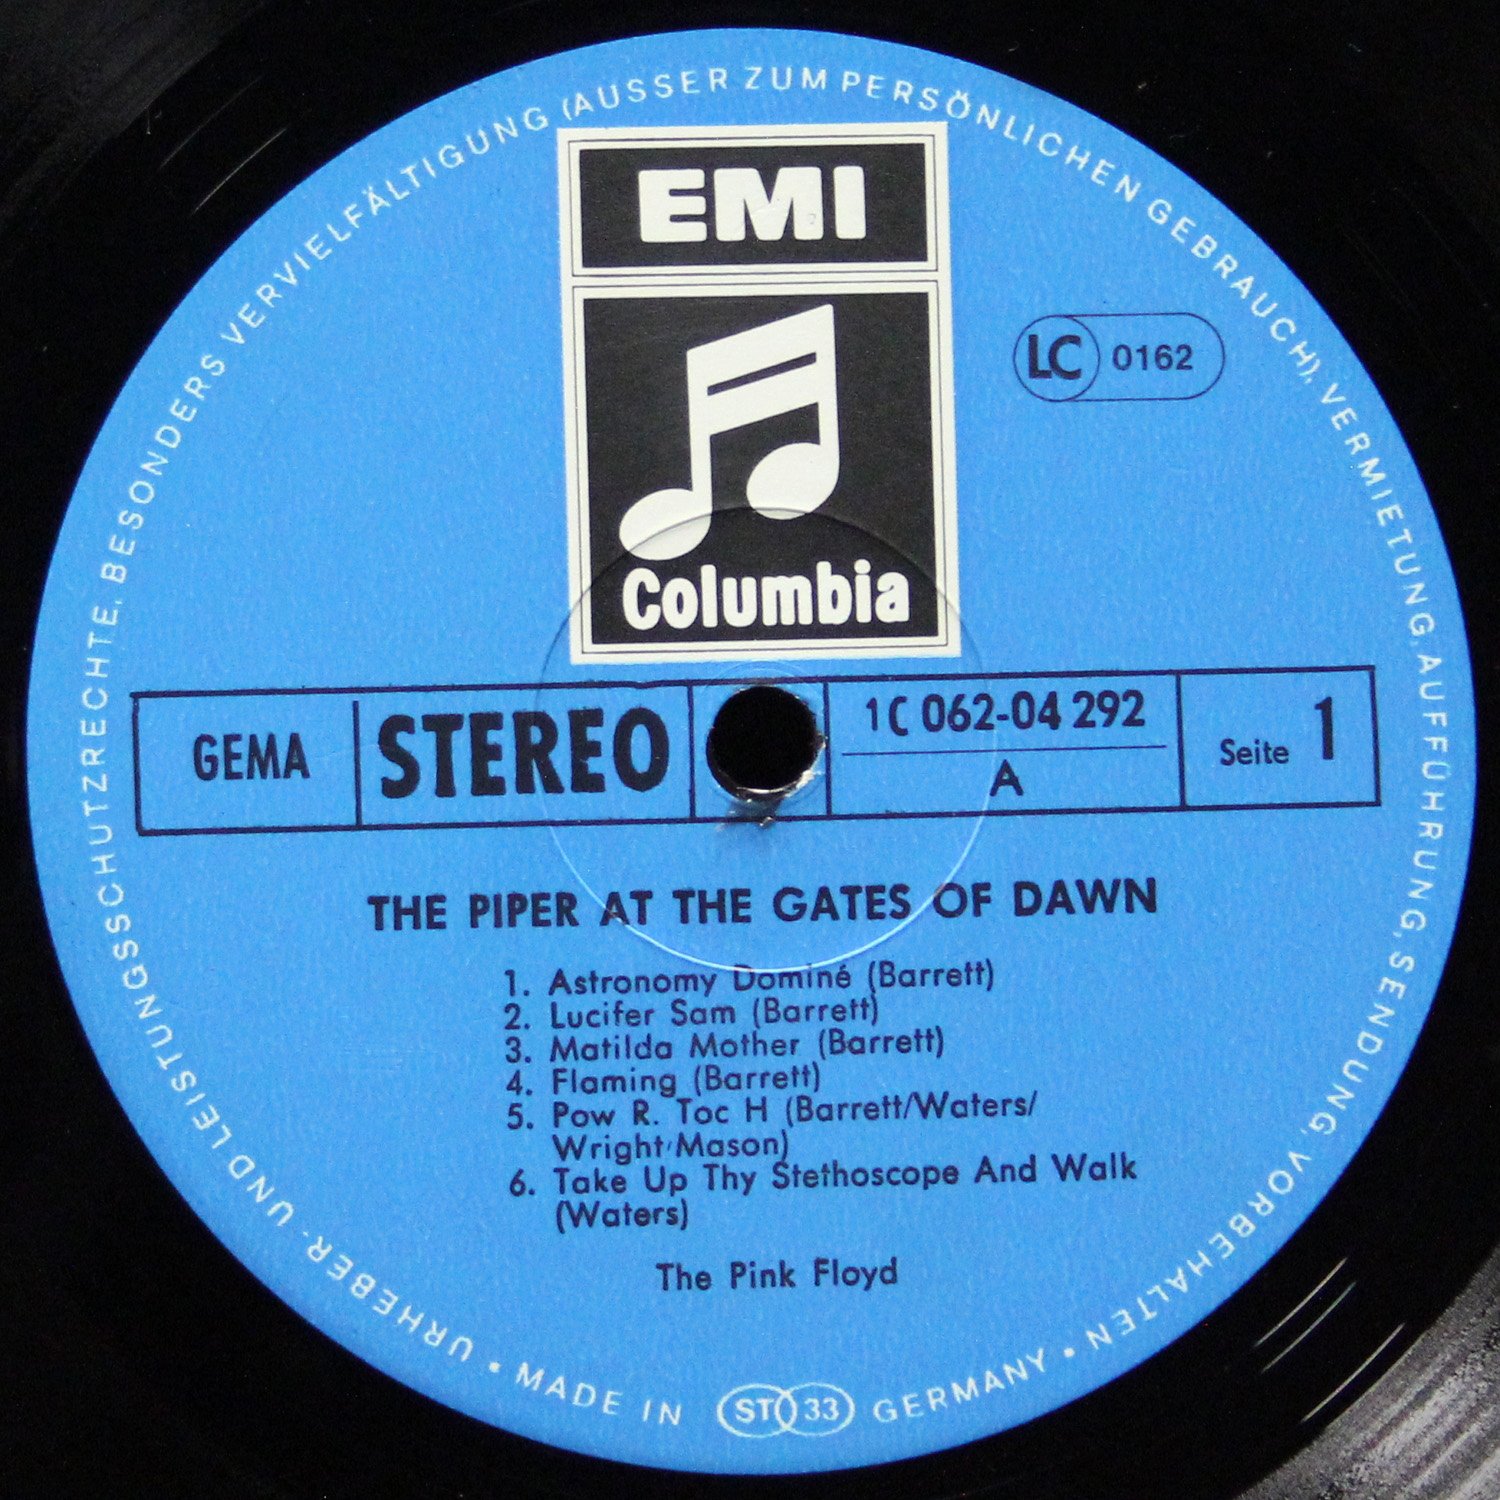 URHEBER- UND LEISTUNGSSCHUTZRECHTE, BESONDERS VERVIELFÄLTIGUNG (AUSSER ZUM PERSÖNLICHEN GEBRAUCH), VERMIETUNG, AUFFÜHRUNG, SENDUNG, VORBEHALTEN •
EMI
Columbia
LC 0162
GEMA
STEREO
1C 062-04 292
A
Seite 1
THE PIPER AT THE GATES OF DAWN
1. Astronomy Dominé (Barrett)
2. Lucifer Sam (Barrett)
3. Matilda Mother (Barrett)
4. Flaming (Barrett)
5. Pow R. Toc H (Barrett/Waters/
Wright/Mason)
6. Take Up Thy Stethoscope And Walk
(Waters)
The Pink Floyd
• MADE IN ST 33 GERMANY